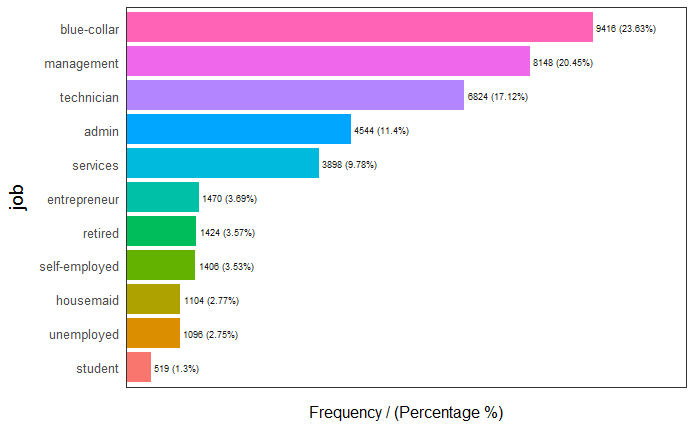 job
blue-collar 9416 (23.63%)
management 8148 (20.45%)
technician 6824 (17.12%)
admin 4544 (11.4%)
services 3898 (9.78%)
entrepreneur 1470 (3.69%)
retired 1424 (3.57%)
self-employed 1406 (3.53%)
housemaid 1104 (2.77%)
unemployed 1096 (2.75%)
student 519 (1.3%)
Frequency / (Percentage %)